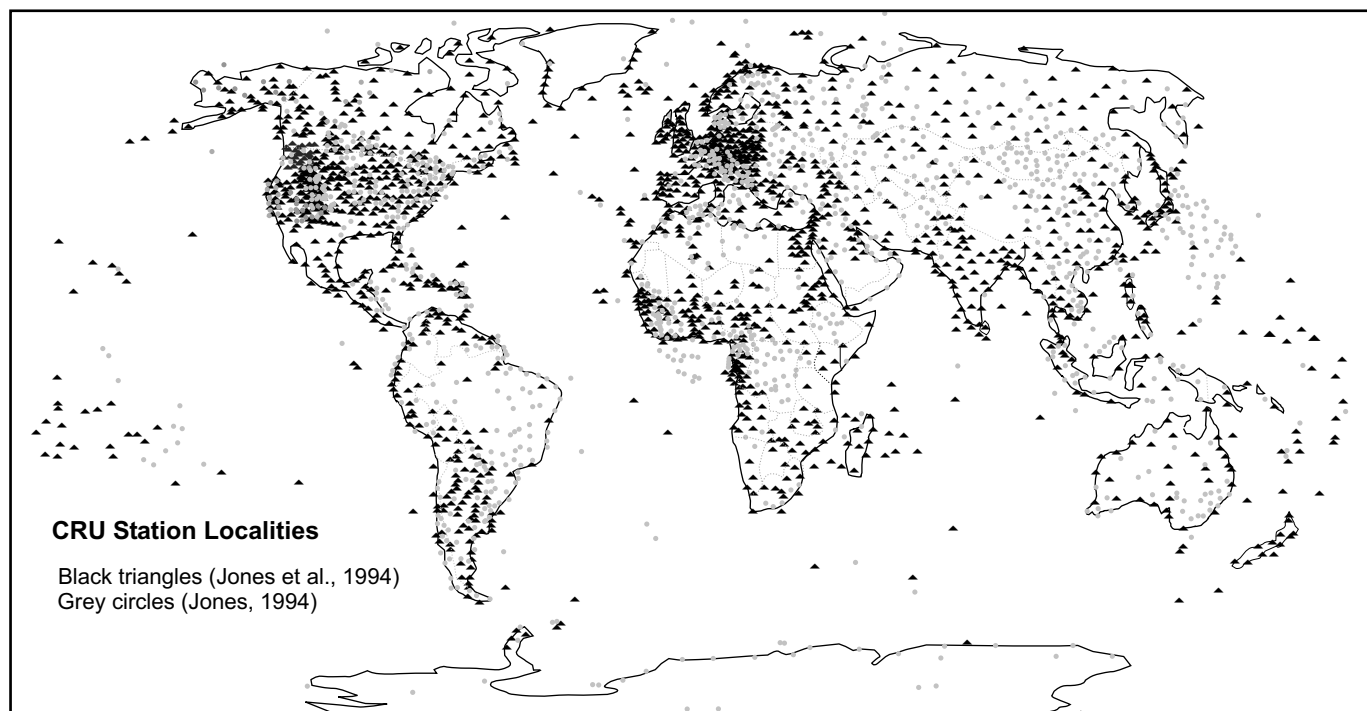 CRU Station Localities
Black triangles (Jones et al., 1994)
Grey circles (Jones, 1994)